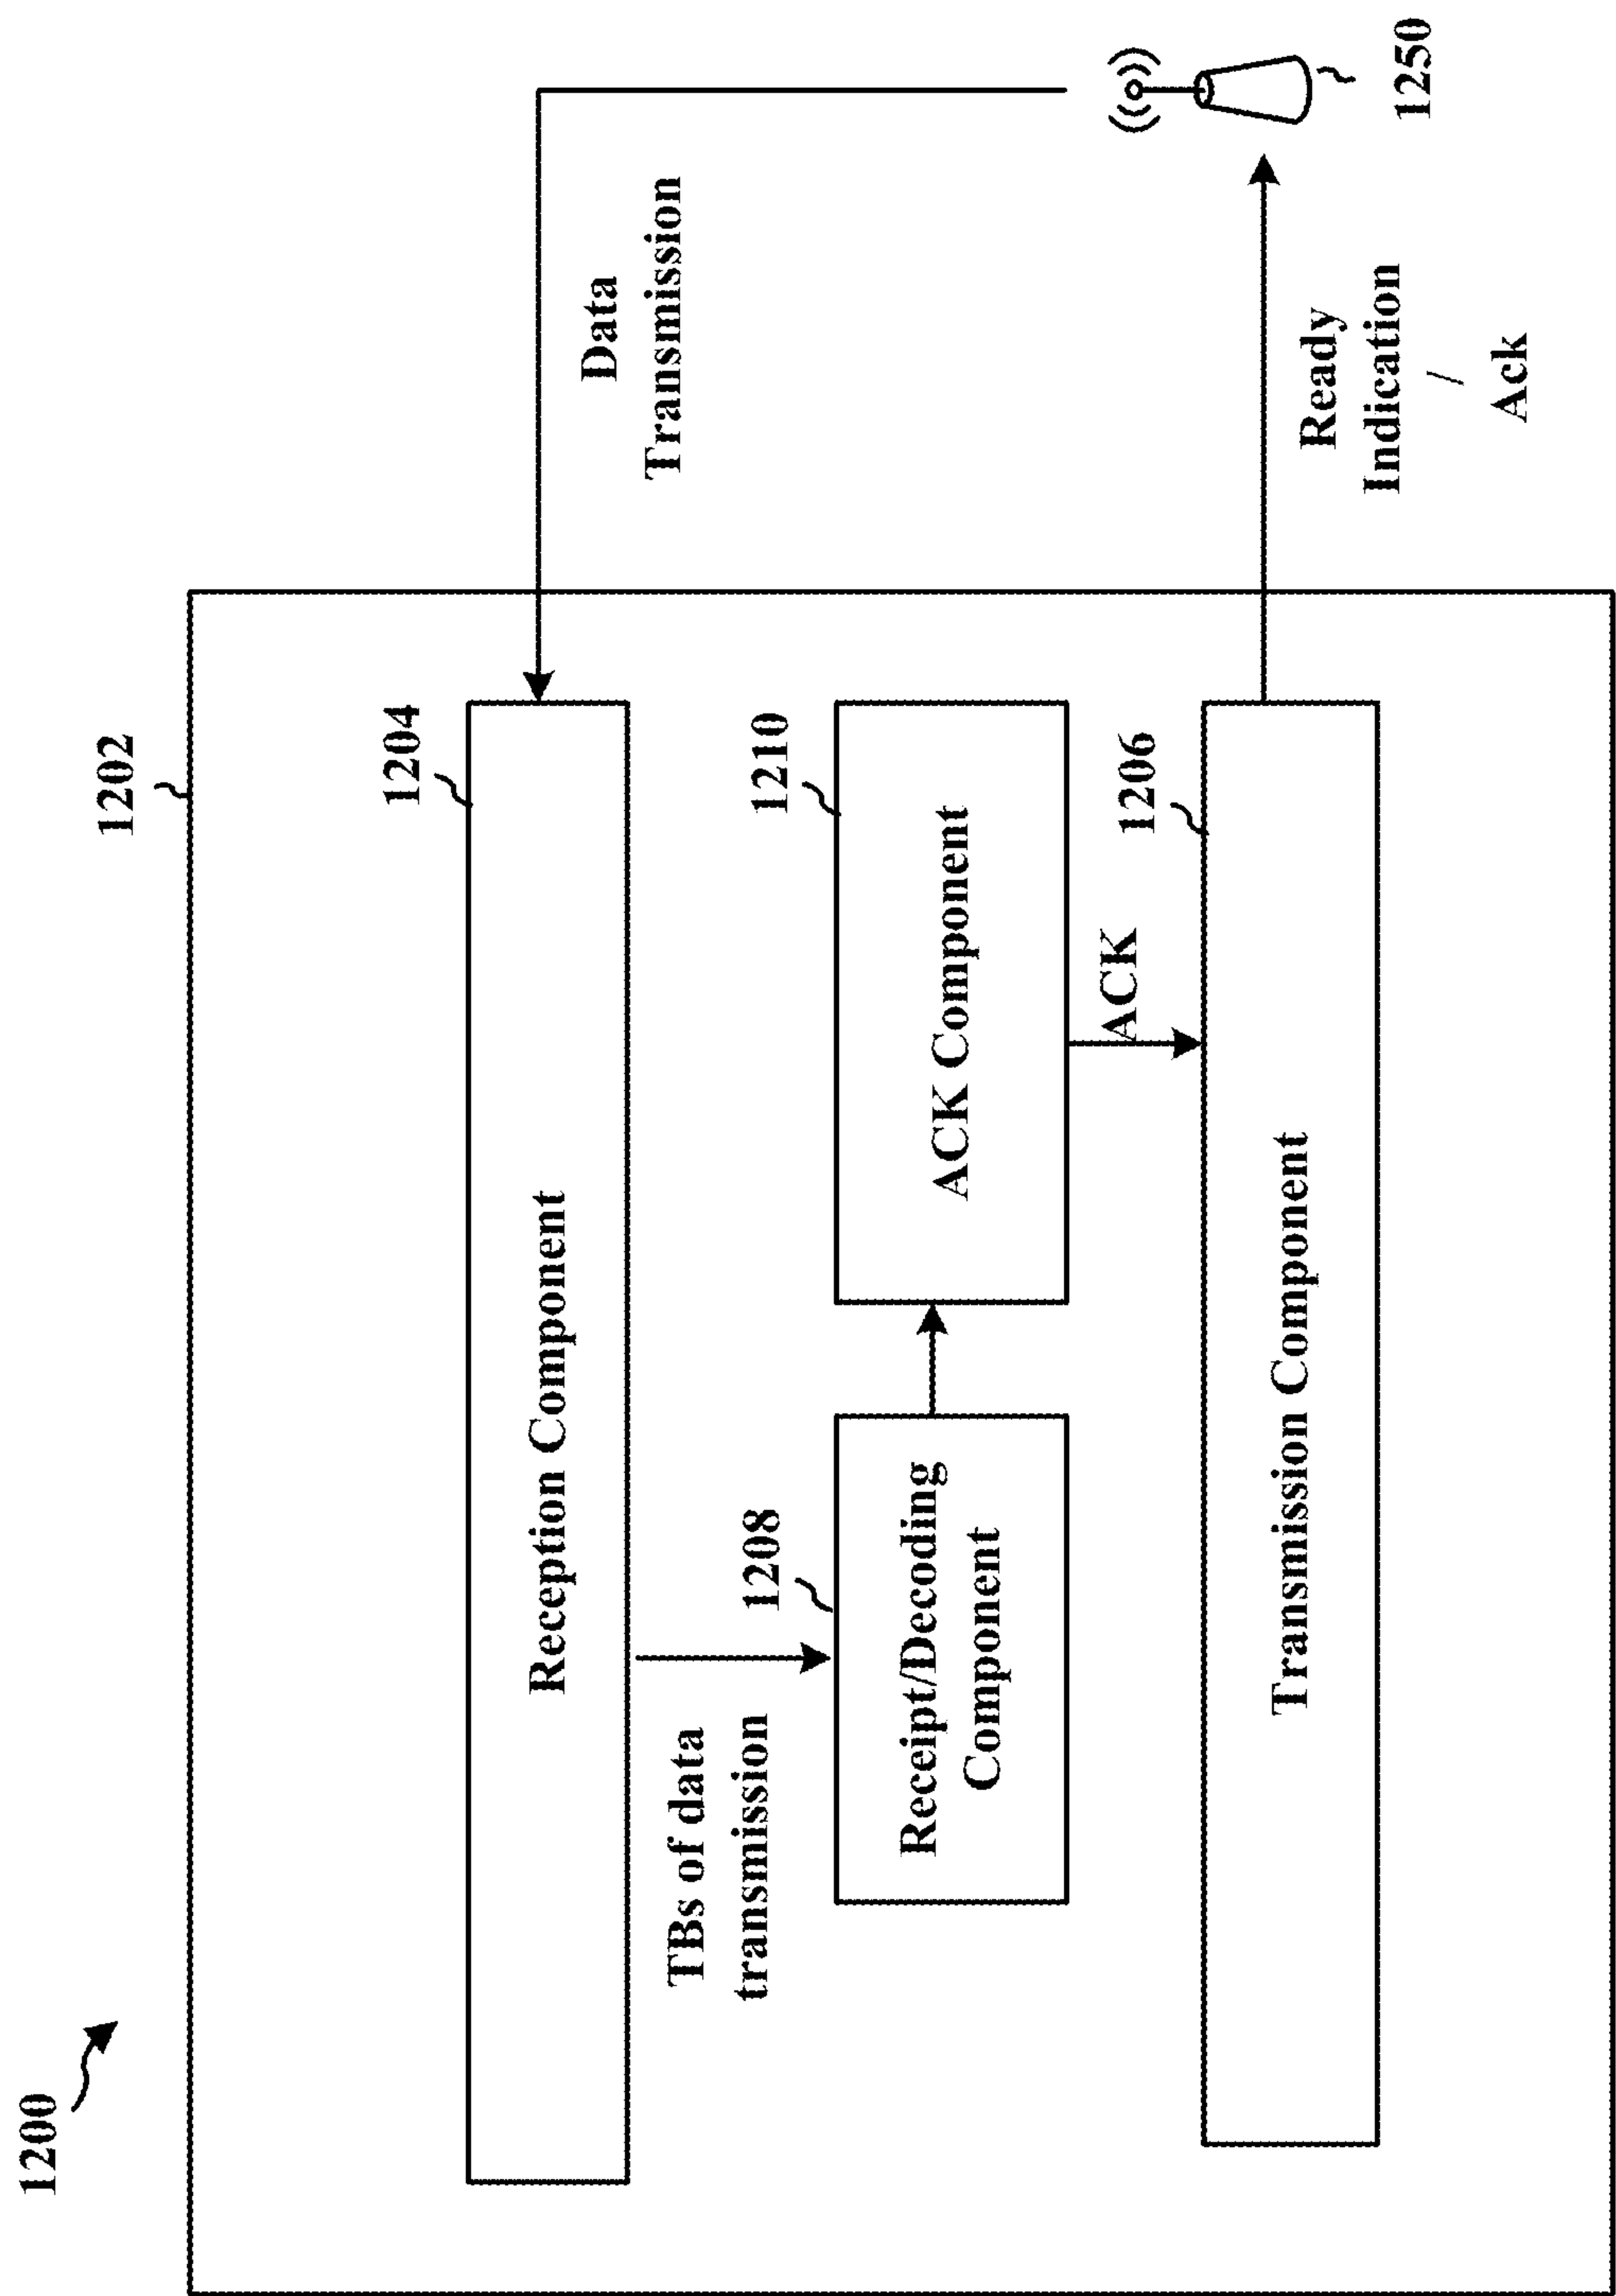 1200
1202
1204
Reception Component
Data
Transmission
TBs of data
transmission
1208
Receipt/Decoding
Component
1210
ACK Component
ACK
1206
Transmission Component
Ready
Indication
/
Ack
1250